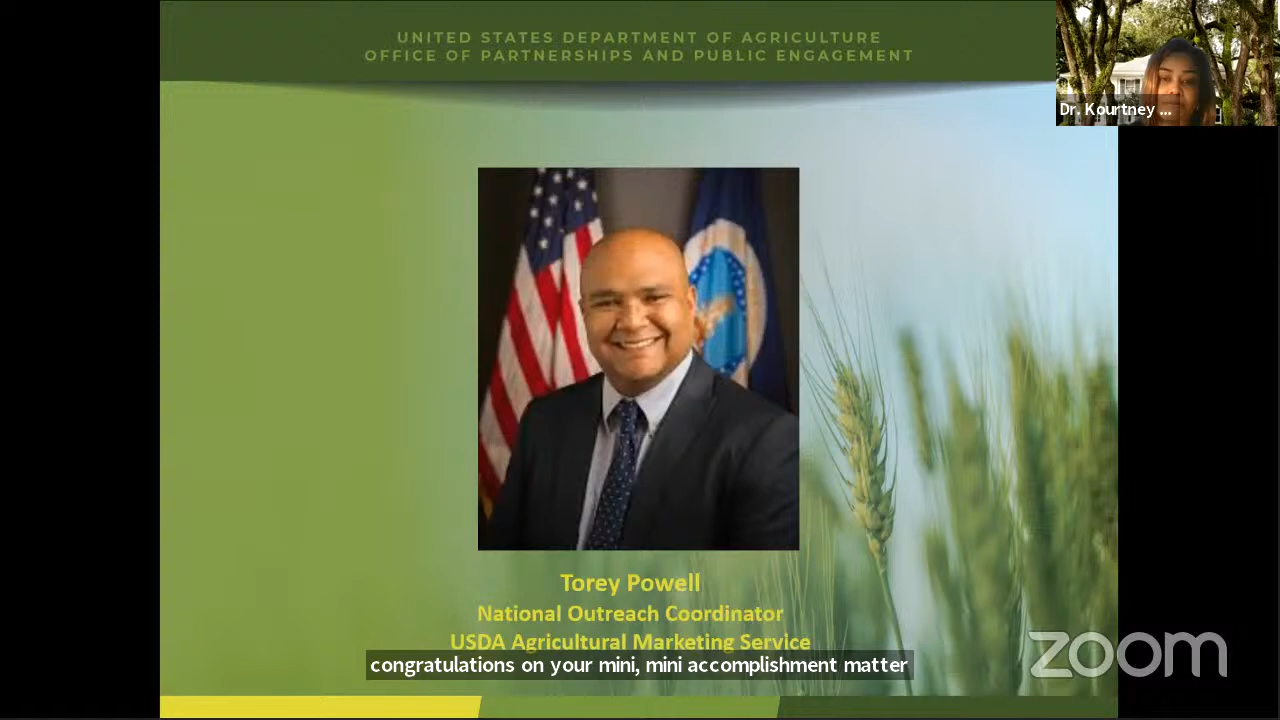 UNITED STATES DEPARTMENT OF AGRICULTURE
OFFICE OF PARTNERSHIPS AND PUBLIC ENGAGEMENT
Dr. Kourtney ...
Torey Powell
National Outreach Coordinator
USDA Agricultural Marketing Service
congratulations on your mini, mini accomplishment matter
zoom